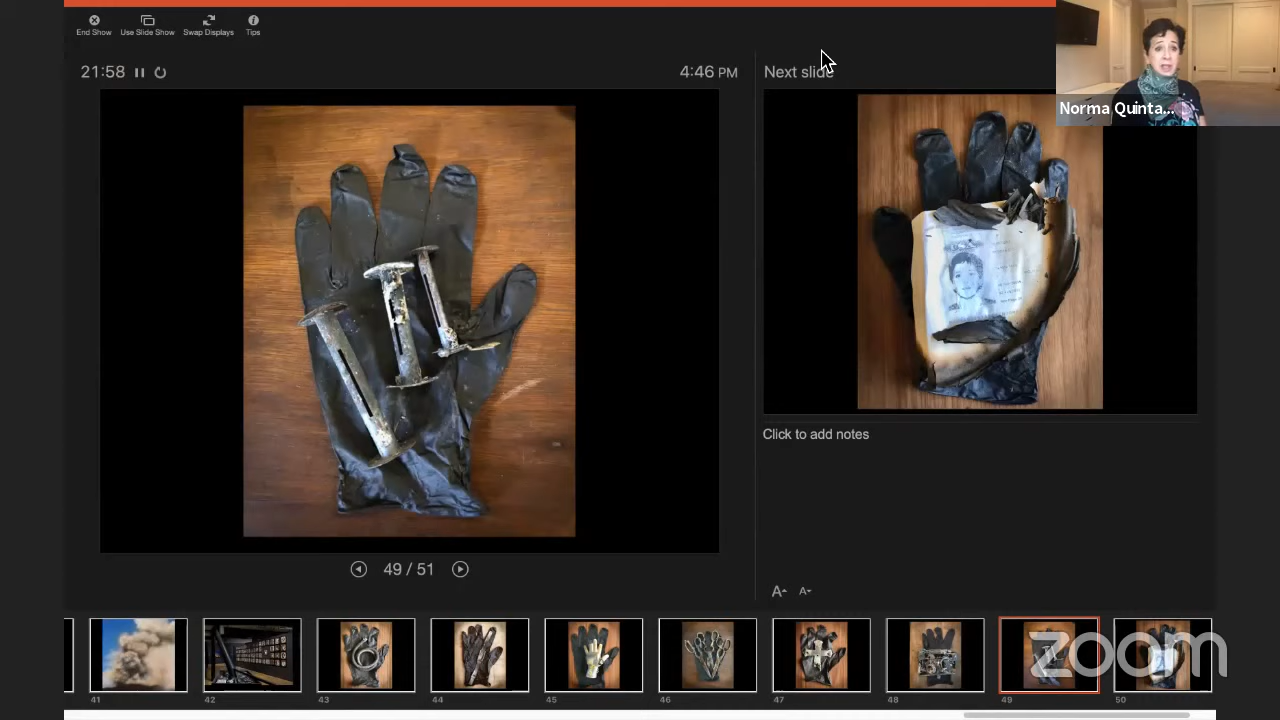 End Show
Use Slide Show
Swap Displays
Tips
21:58
4:46 PM
Next slide
Norma Quinta...
Click to add notes
49 / 51
A
A
41
42
43
44
45
46
47
48
49
50
zoom